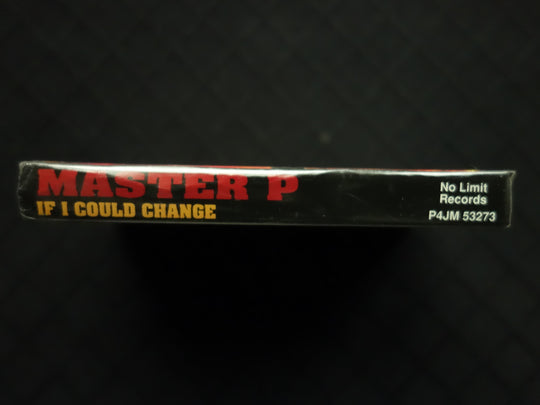 MASTER P
IF I COULD CHANGE
No Limit
Records
P4JM 53273